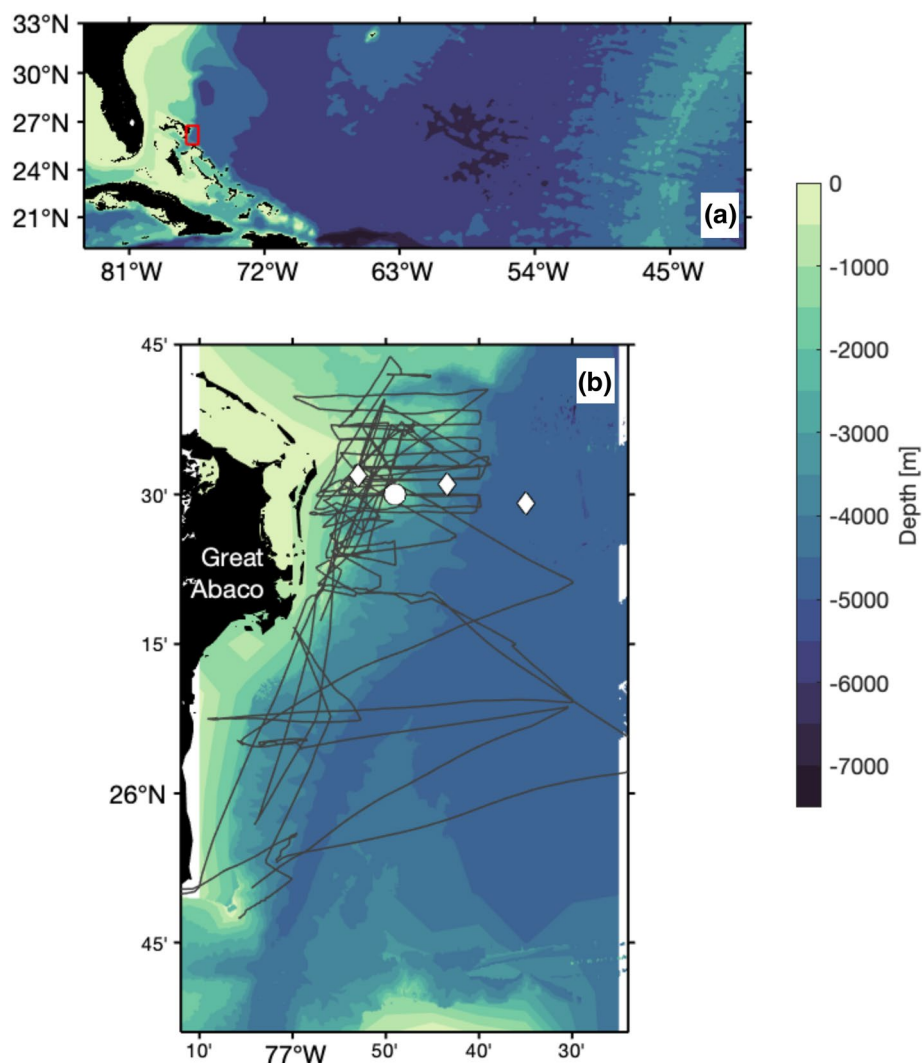 33°N
30°N
27°N
24°N
21°N
(a)
81°W
72°W
63°W
54°W
45°W
0
-1000
-2000
-3000
-4000
-5000
-6000
-7000
Depth [m]
45'
(b)
30'
Great
Abaco
15'
26°N
45'
10'
77°W
50'
40'
30'